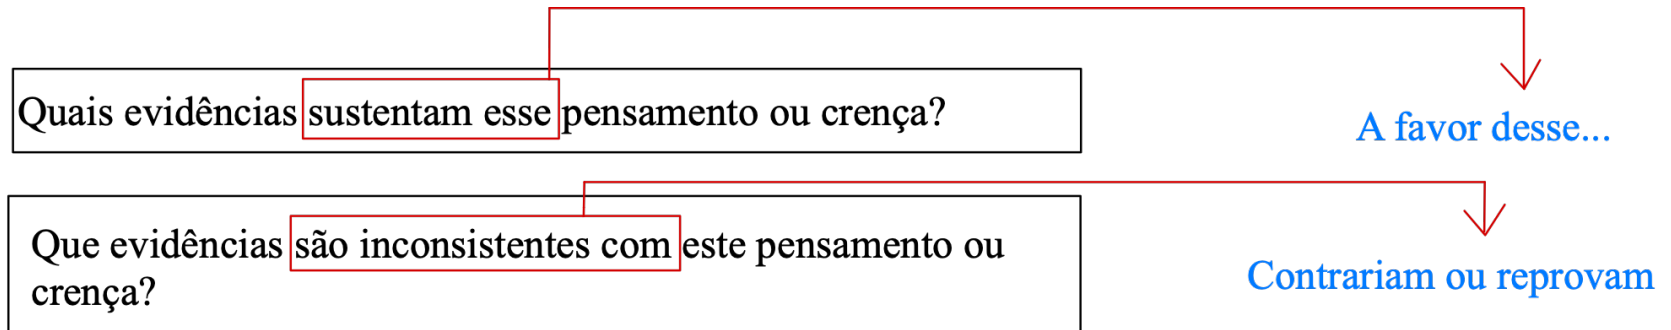 Quais evidências sustentam esse pensamento ou crença?
A favor desse...
Que evidências são inconsistentes com este pensamento ou
crença?
Contrariam ou reprovam